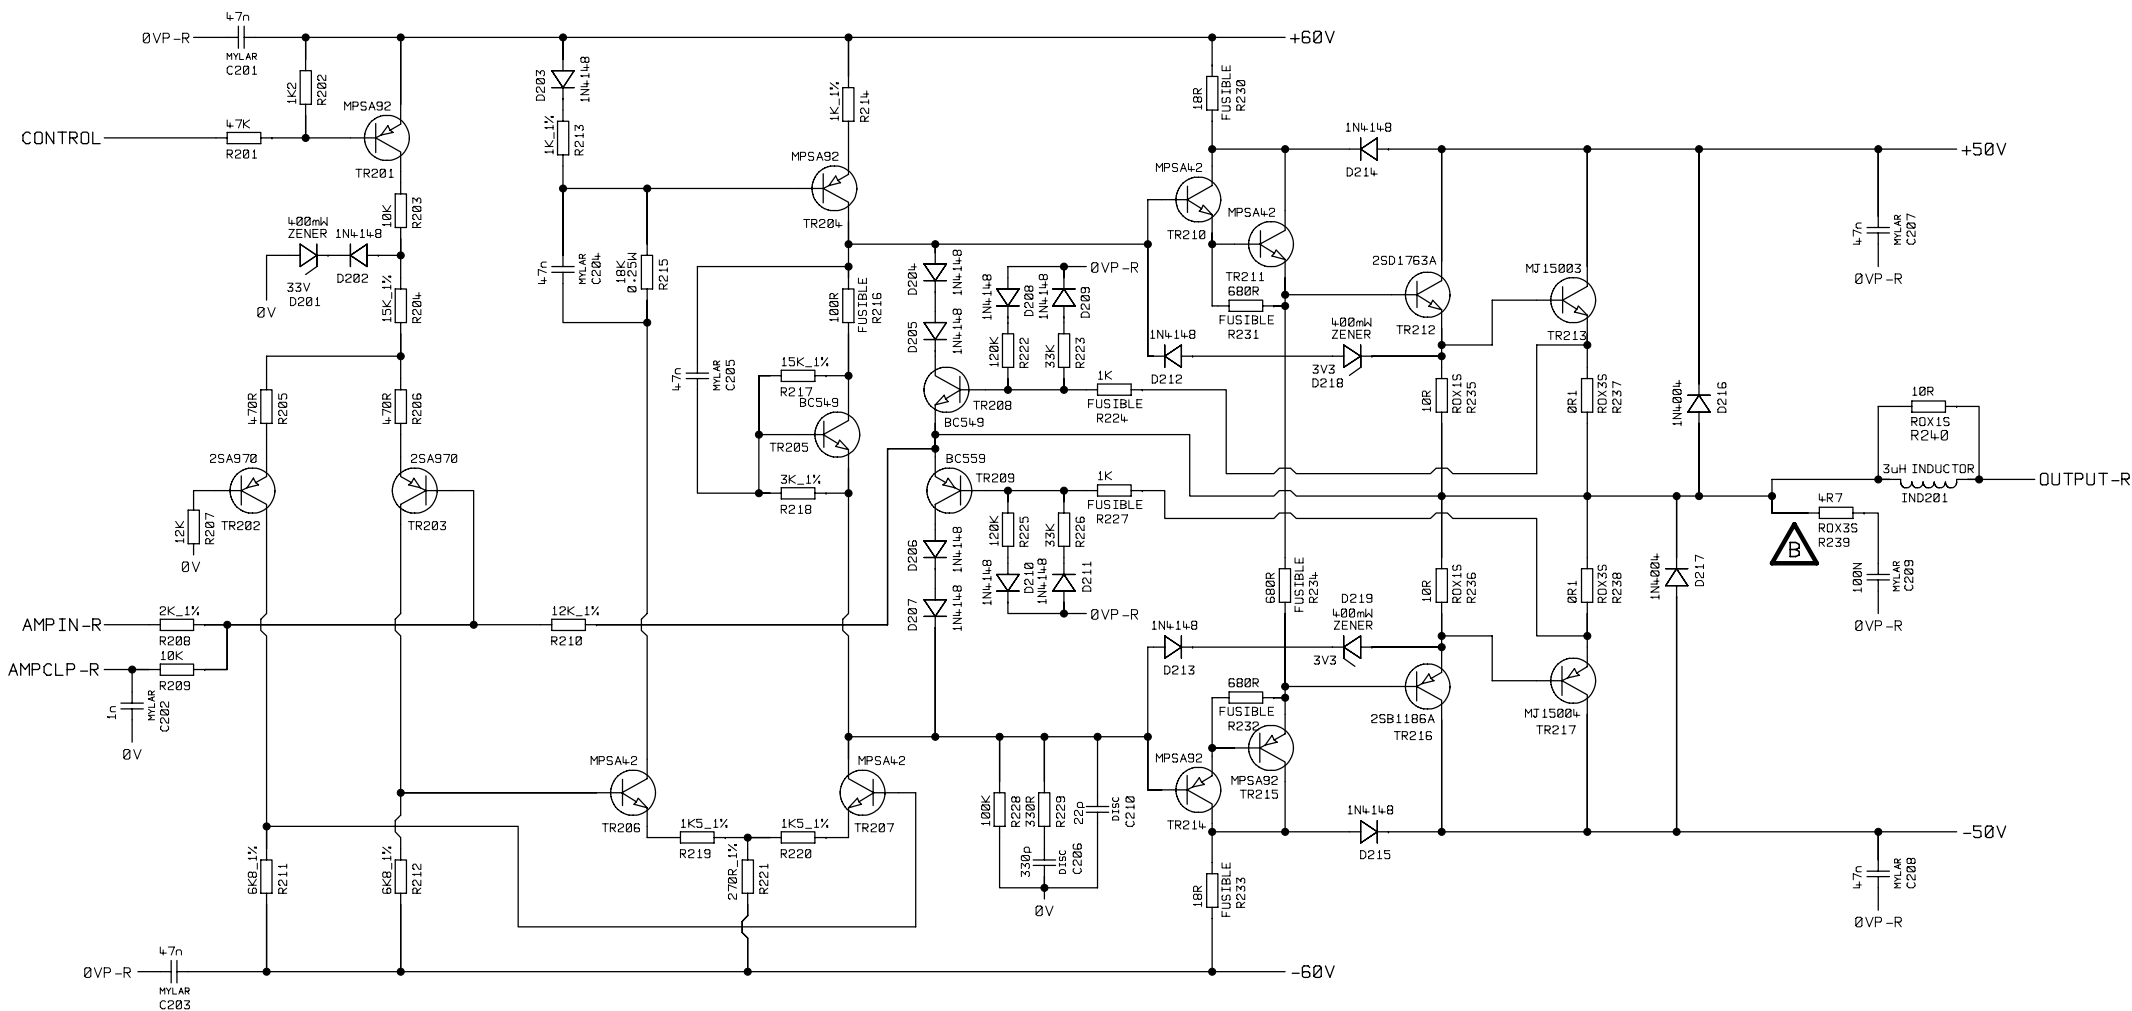 47n
0VP-R
MYLAR
C201
+60V
1K2
R202
MPSA92
TR201
CONTROL
47K
R201
10K
R203
400mW
ZENER
1N4148
D202
33V
D201
0V
15K_1%
R204
470R
R205
470R
R206
2SA970
TR202
2SA970
TR203
12K
R207
0V
AMPIN-R
2K_1%
R208
AMPCLP-R
10K
R209
1n
MYLAR
C202
0V
12K_1%
R210
6K8_1%
R211
6K8_1%
R212
47n
0VP-R
MYLAR
C203
-60V
D203
1N4148
1K_1%
R213
1K_1%
R214
MPSA92
TR204
47n
MYLAR
C204
18K
0.25W
R215
100R
FUSIBLE
R216
47n
MYLAR
C205
15K_1%
R217
BC549
TR205
3K_1%
R218
MPSA42
TR206
MPSA42
TR207
1K5_1%
R219
1K5_1%
R220
270R_1%
R221
D204
1N4148
D205
1N4148
TR208
BC549
BC559
TR209
D206
1N4148
D207
1N4148
0VP-R
1N4148
D208
1N4148
D209
120K
R222
33K
R223
1K
FUSIBLE
R224
1K
FUSIBLE
R227
120K
R225
33K
R226
1N4148
D210
1N4148
D211
0VP-R
100K
R228
330R
R229
330p
DISC
C206
22p
DISC
C210
0V
18R
FUSIBLE
R230
MPSA42
TR210
MPSA42
TR211
680R
FUSIBLE
R231
1N4148
D214
+50V
2SD1763A
TR212
MJ15003
TR213
1N4148
D212
400mW
ZENER
3V3
D218
10R
ROX1S
R235
0R1
ROX3S
R237
1N4004
D216
47n
MYLAR
C207
0VP-R
680R
FUSIBLE
R234
10R
ROX1S
R236
0R1
ROX3S
R238
1N4004
D217
1N4148
D213
D219
400mW
ZENER
3V3
680R
FUSIBLE
R232
MPSA92
TR214
MPSA92
TR215
2SB1186A
TR216
MJ15004
TR217
1N4148
D215
-50V
18R
FUSIBLE
R233
47n
MYLAR
C208
0VP-R
10R
ROX1S
R240
3uH INDUCTOR
IND201
OUTPUT-R
4R7
ROX3S
R239
B
100N
MYLAR
C209
0VP-R